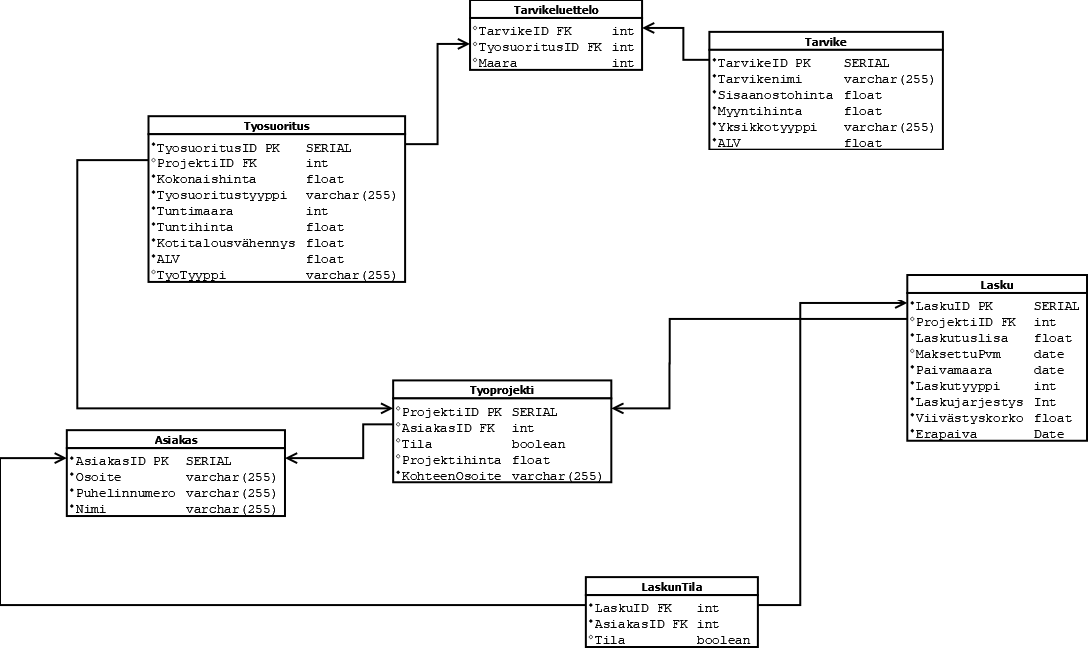 Tarvikeluettelo
TarvikeID FK int
TyosuoritusID FK int
Maara int
Tarvike
TarvikeID PK SERIAL
Tarvikenimi varchar(255)
Sisaanostohinta float
Myyntihinta float
Yksikkotyyppi varchar(255)
ALV float
Tyosuoritus
TyosuoritusID PK SERIAL
ProjektiID FK int
Kokonaishinta float
Tyosuoritustyyppi varchar(255)
Tuntimaara int
Tuntihinta float
Kotitalousvähennys float
ALV float
TyoTyyppi varchar(255)
Lasku
LaskuID PK SERIAL
ProjektiID FK int
Laskutuslisa float
MaksettuPvm date
Paivamaara date
Laskutyyppi int
Laskujarjestys Int
Viivästyskorko float
Erapaiva Date
Tyoprojekti
ProjektiID PK SERIAL
AsiakasID FK int
Tila boolean
Projektihinta float
KohteenOsoite varchar(255)
Asiakas
AsiakasID PK SERIAL
Osoite varchar(255)
Puhelinnumero varchar(255)
Nimi varchar(255)
LaskunTila
LaskuID FK int
AsiakasID FK int
Tila boolean